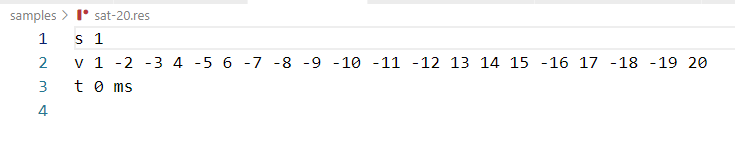 samples > sat-20.res
1 s 1
2 v 1 -2 -3 4 -5 6 -7 -8 -9 -10 -11 -12 13 14 15 -16 17 -18 -19 20
3 t 0 ms
4